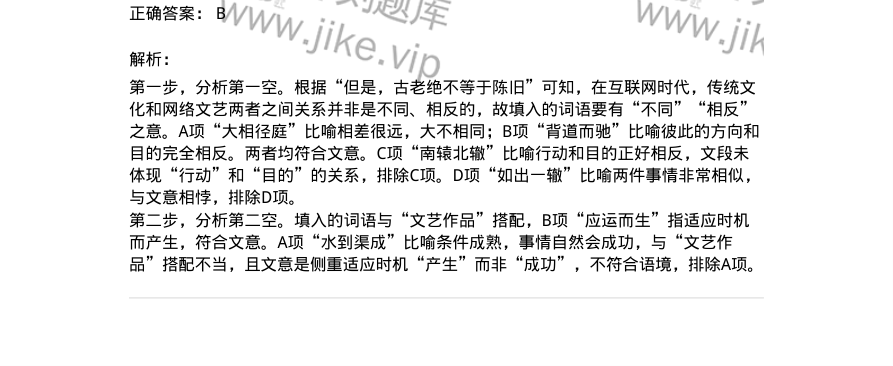 刷题库
www.jike.vip
www.jik
正确答案： B
解析：
第一步，分析第一空。根据“但是，古老绝不等于陈旧”可知，在互联网时代，传统文
化和网络文艺两者之间关系并非是不同、相反的，故填入的词语要有“不同”“相反”
之意。A项“大相径庭”比喻相差很远，大不相同；B项“背道而驰”比喻彼此的方向和
目的完全相反。两者均符合文意。C项“南辕北辙”比喻行动和目的正好相反，文段未
体现“行动”和“目的”的关系，排除C项。D项“如出一辙”比喻两件事情非常相似，
与文意相悖，排除D项。
第二步，分析第二空。填入的词语与“文艺作品”搭配，B项“应运而生”指适应时机
而产生，符合文意。A项“水到渠成”比喻条件成熟，事情自然会成功，与“文艺作
品”搭配不当，且文意是侧重适应时机“产生”而非“成功”，不符合语境，排除A项。